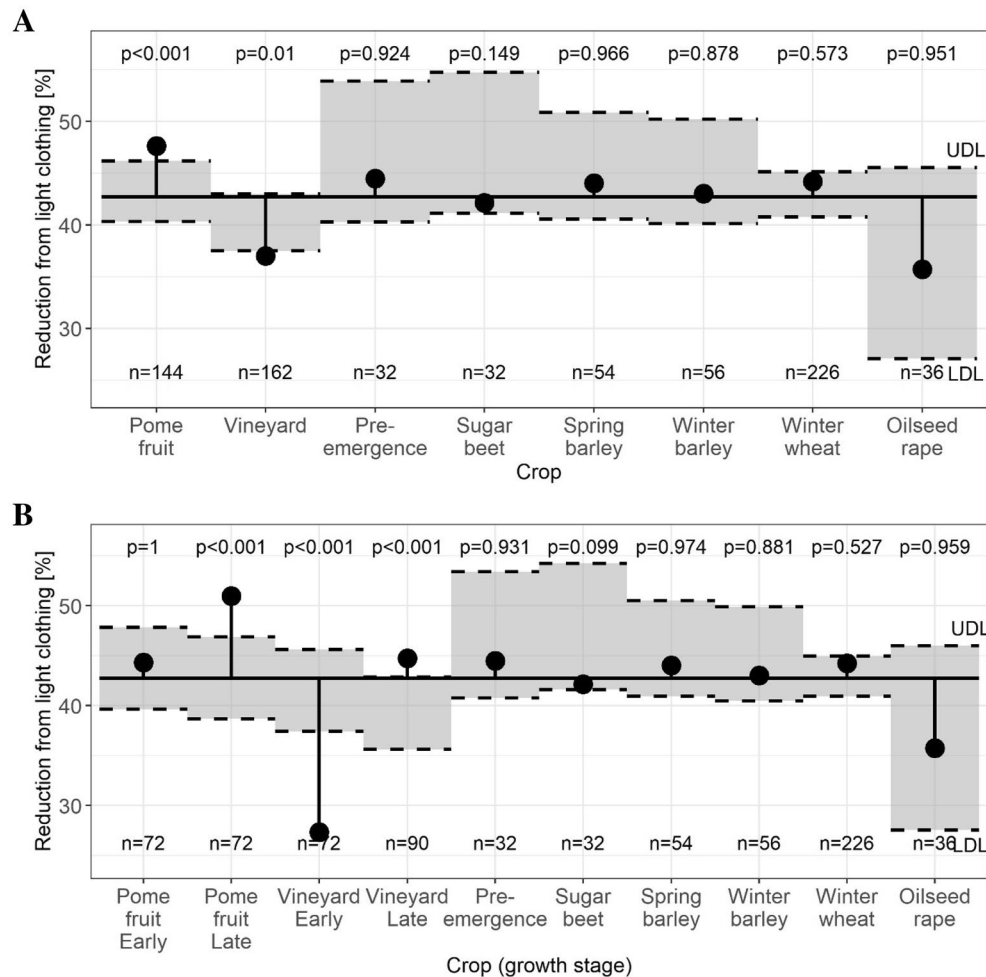 A
p<0.001 p=0.01 p=0.924 p=0.149 p=0.966 p=0.878 p=0.573 p=0.951
Reduction from light clothing [%]
50
40
30
UDL
n=144 n=162 n=32 n=32 n=54 n=56 n=226 n=36 LDL
Pome Vineyard Pre- Sugar Spring Winter Winter Oilseed
fruit emergence beet barley barley wheat rape
Crop
B
p=1 p<0.001 p<0.001 p<0.001 p=0.931 p=0.099 p=0.974 p=0.881 p=0.527 p=0.959
Reduction from light clothing [%]
50
40
30
UDL
n=72 n=72 n=72 n=90 n=32 n=32 n=54 n=56 n=226 n=36 LDL
Pome Pome Vineyard Vineyard Pre- Sugar Spring Winter Winter Oilseed
fruit fruit Early Late emergence beet barley barley wheat rape
Early Late
Crop (growth stage)